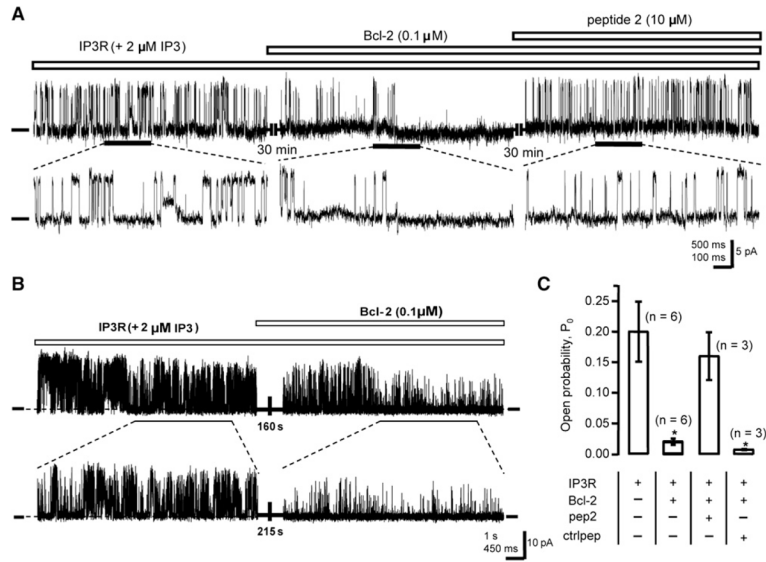 A
peptide 2 (10 µM)
Bcl-2 (0.1 µM)
IP3R (+ 2 µM IP3)
30 min
30 min
500 ms
100 ms
5 pA
B
Bcl-2 (0.1µM)
IP3R (+ 2 µM IP3)
160 s
215 s
1 s
450 ms
10 pA
C
Open probability, P0
0.25
0.20
0.15
0.10
0.05
0.00
(n = 6)
(n = 6)
*
(n = 3)
(n = 3)
*
IP3R + + + +
Bcl-2 − + + +
pep2 − − + −
ctrlpep − − − +